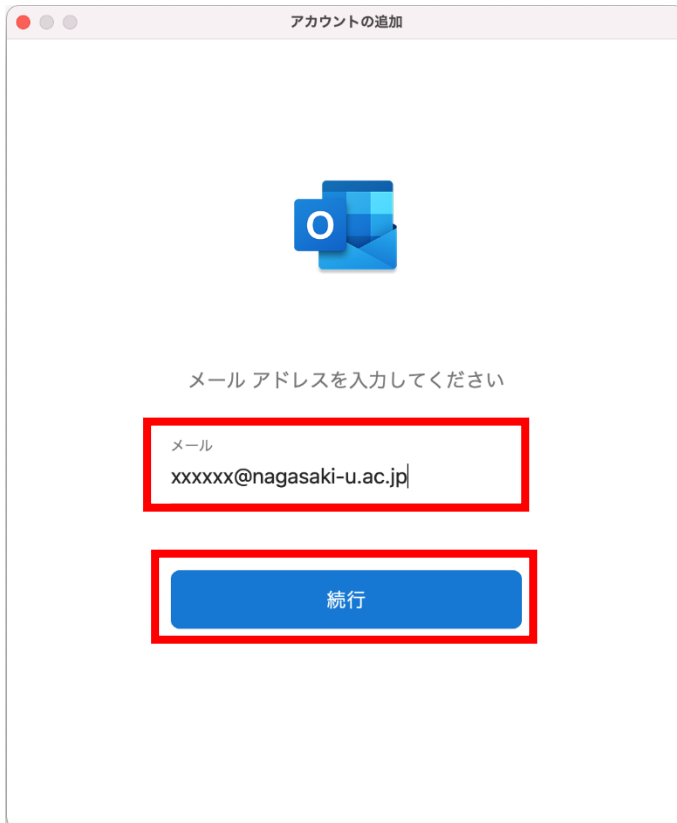 アカウントの追加
O
メール アドレスを入力してください
メール
xxxxxx@nagasaki-u.ac.jp
続行